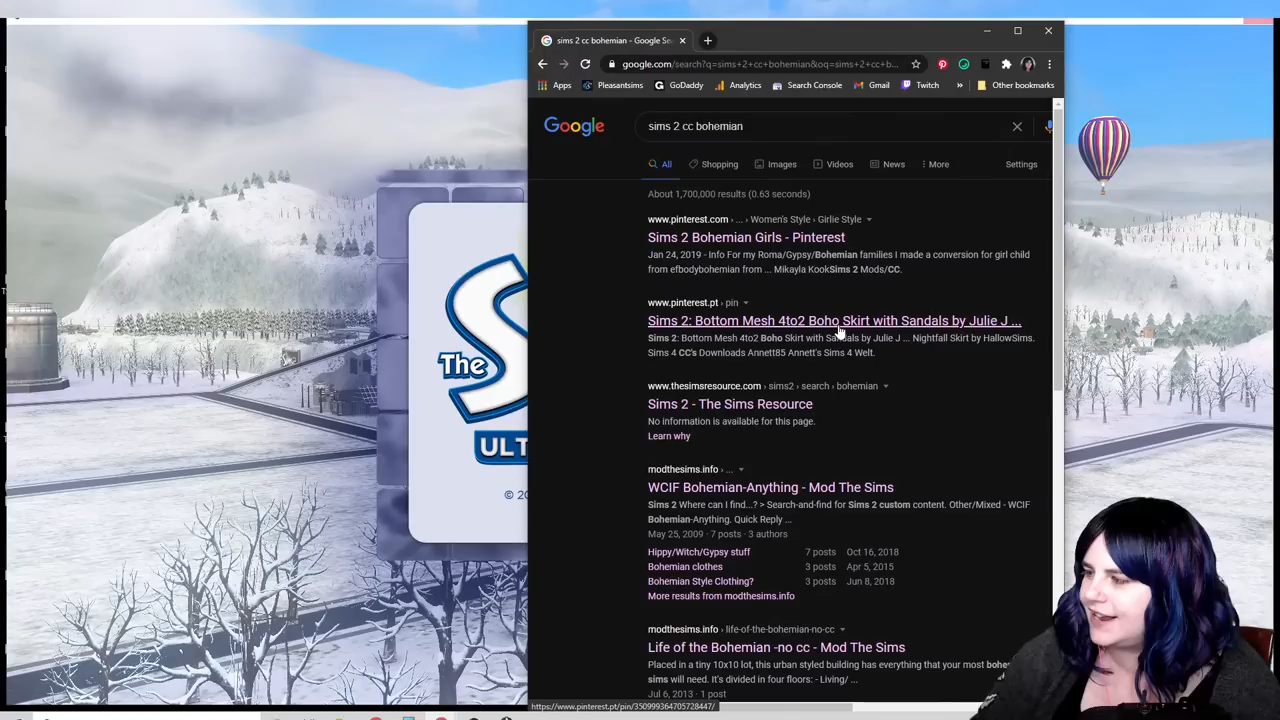 sims 2 cc bohemian - Google Se
google.com/search?q=sims+2+cc+bohemian&oq=sims+2+cc+b...
Apps Pleasantsims GoDaddy Analytics Search Console Gmail Twitch » Other bookmarks
Google sims 2 cc bohemian
All Shopping Images Videos News More Settings
About 1,700,000 results (0.63 seconds)
www.pinterest.com › ... › Women's Style › Girlie Style
Sims 2 Bohemian Girls - Pinterest
Jan 24, 2019 - Info For my Roma/Gypsy/Bohemian families I made a conversion for girl child
from efbodybohemian from ... Mikayla KookSims 2 Mods/CC.
www.pinterest.pt › pin
Sims 2: Bottom Mesh 4to2 Boho Skirt with Sandals by Julie J ...
Sims 2: Bottom Mesh 4to2 Boho Skirt with Sandals by Julie J ... Nightfall Skirt by HallowSims.
Sims 4 CC's Downloads Annett85 Annett's Sims 4 Welt.
www.thesimsresource.com › sims2 › search › bohemian
Sims 2 - The Sims Resource
No information is available for this page.
Learn why
modthesims.info › ...
WCIF Bohemian-Anything - Mod The Sims
Sims 2 Where can I find...? > Search-and-find for Sims 2 custom content. Other/Mixed - WCIF
Bohemian-Anything. Quick Reply ...
May 25, 2009 · 7 posts · 3 authors
Hippy/Witch/Gypsy stuff 7 posts Oct 16, 2018
Bohemian clothes 3 posts Apr 5, 2015
Bohemian Style Clothing? 3 posts Jun 8, 2018
More results from modthesims.info
modthesims.info › life-of-the-bohemian-no-cc
Life of the Bohemian -no cc - Mod The Sims
Placed in a tiny 10x10 lot, this urban styled building has everything that your most bohe
sims will need. It's divided in four floors: - Living/ ...
Jul 6, 2013 · 1 post
https://www.pinterest.pt/pin/350999364705728447/
The S
ULT
© 20